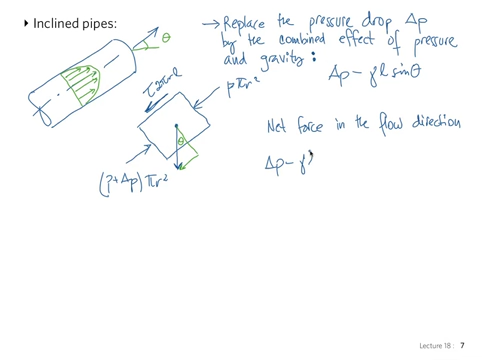 ▸ Inclined pipes:
→ Replace the pressure drop Δp
by the combined effect of pressure
and gravity:
Δp − γ l sinθ
θ
τ2πrl
pπr²
θ
(p+Δp)πr²
Net force in the flow direction
Δp − γ
Lecture 18 : 7